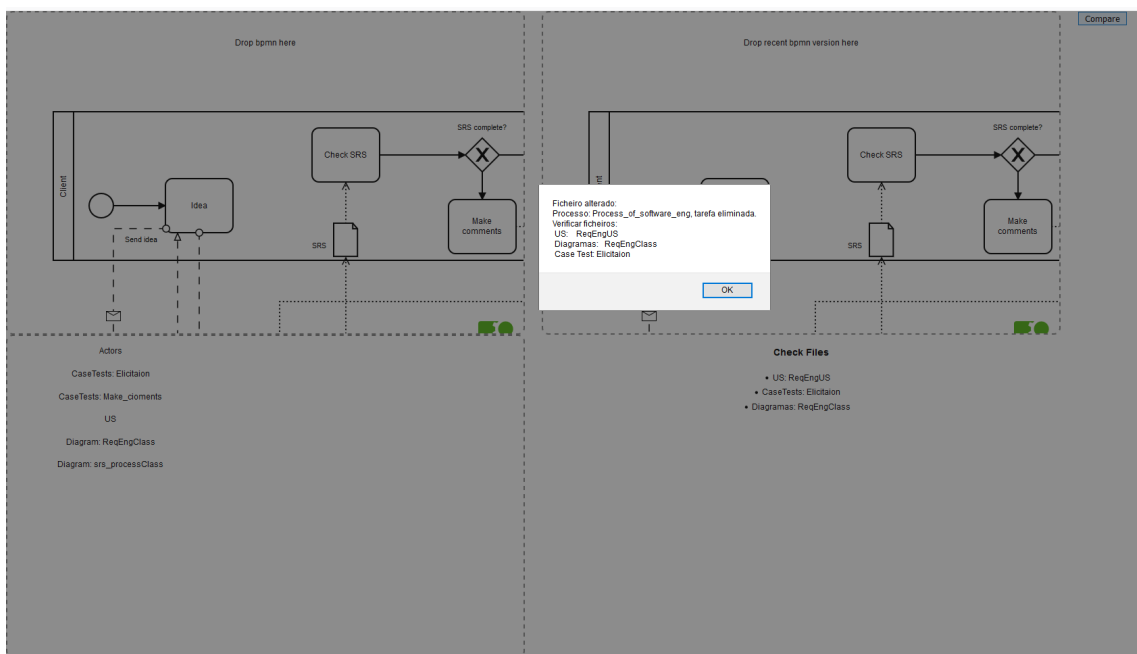 Compare
Drop bpmn here
Drop recent bpmn version here
Client
Idea
Send idea
Check SRS
SRS
SRS complete?
X
Make
comments
Check SRS
SRS
SRS complete?
X
Make
comments
nt
Ficheiro alterado:
Processo: Process_of_software_eng, tarefa eliminada.
Verificar ficheiros:
US: ReqEngUS
Diagramas: ReqEngClass
Case Test: Elicitaion
OK
Actors
CaseTests: Elicitaion
CaseTests: Make_cioments
US
Diagram: ReqEngClass
Diagram: srs_processClass
Check Files
• US: ReqEngUS
• CaseTests: Elicitaion
• Diagramas: ReqEngClass